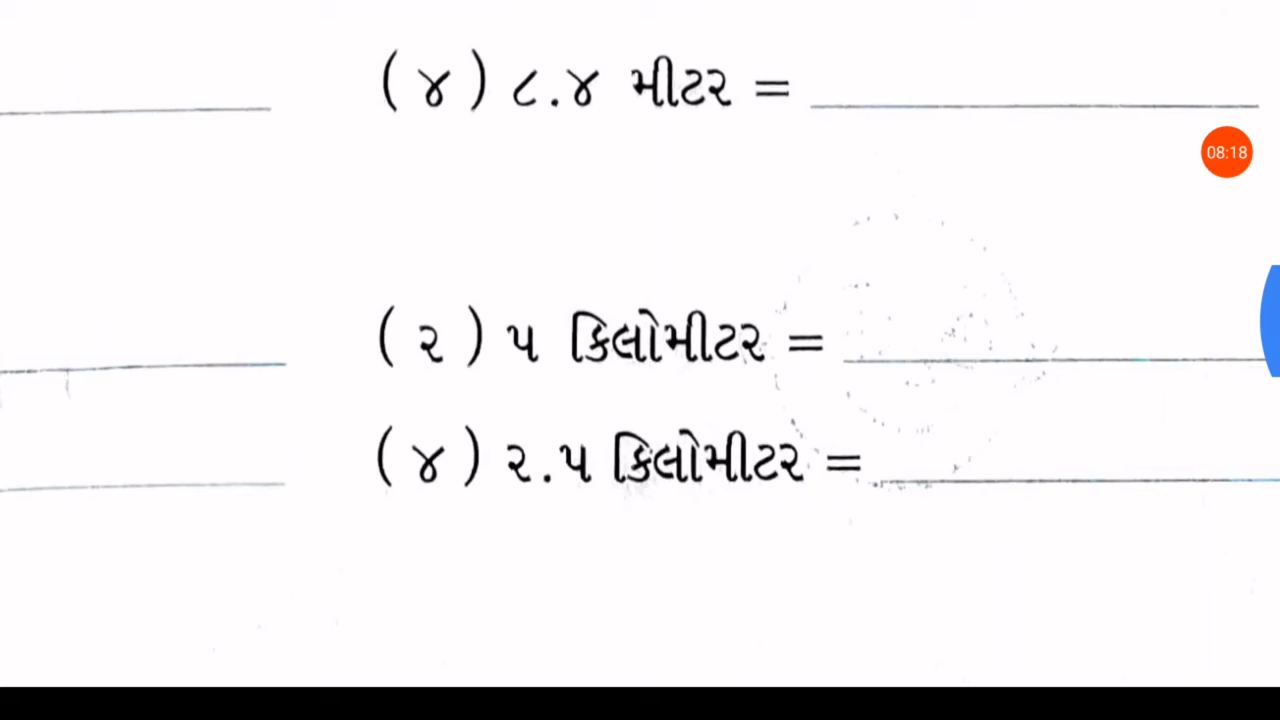 (૪) ૮.૪ મીટર =
08:18
(૨) ૫ કિલોમીટર =
(૪) ૨.૫ કિલોમીટર =